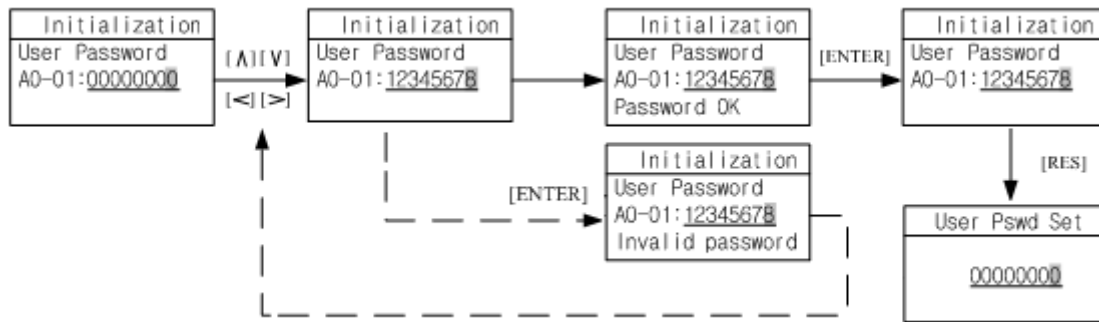 Initialization
User Password
A0-01:00000000
[∧][∨]
[<][>]
Initialization
User Password
A0-01:12345678
Initialization
User Password
A0-01:12345678
Password OK
[ENTER]
Initialization
User Password
A0-01:12345678
[ENTER]
Initialization
User Password
A0-01:12345678
Invalid password
[RES]
User Pswd Set
00000000